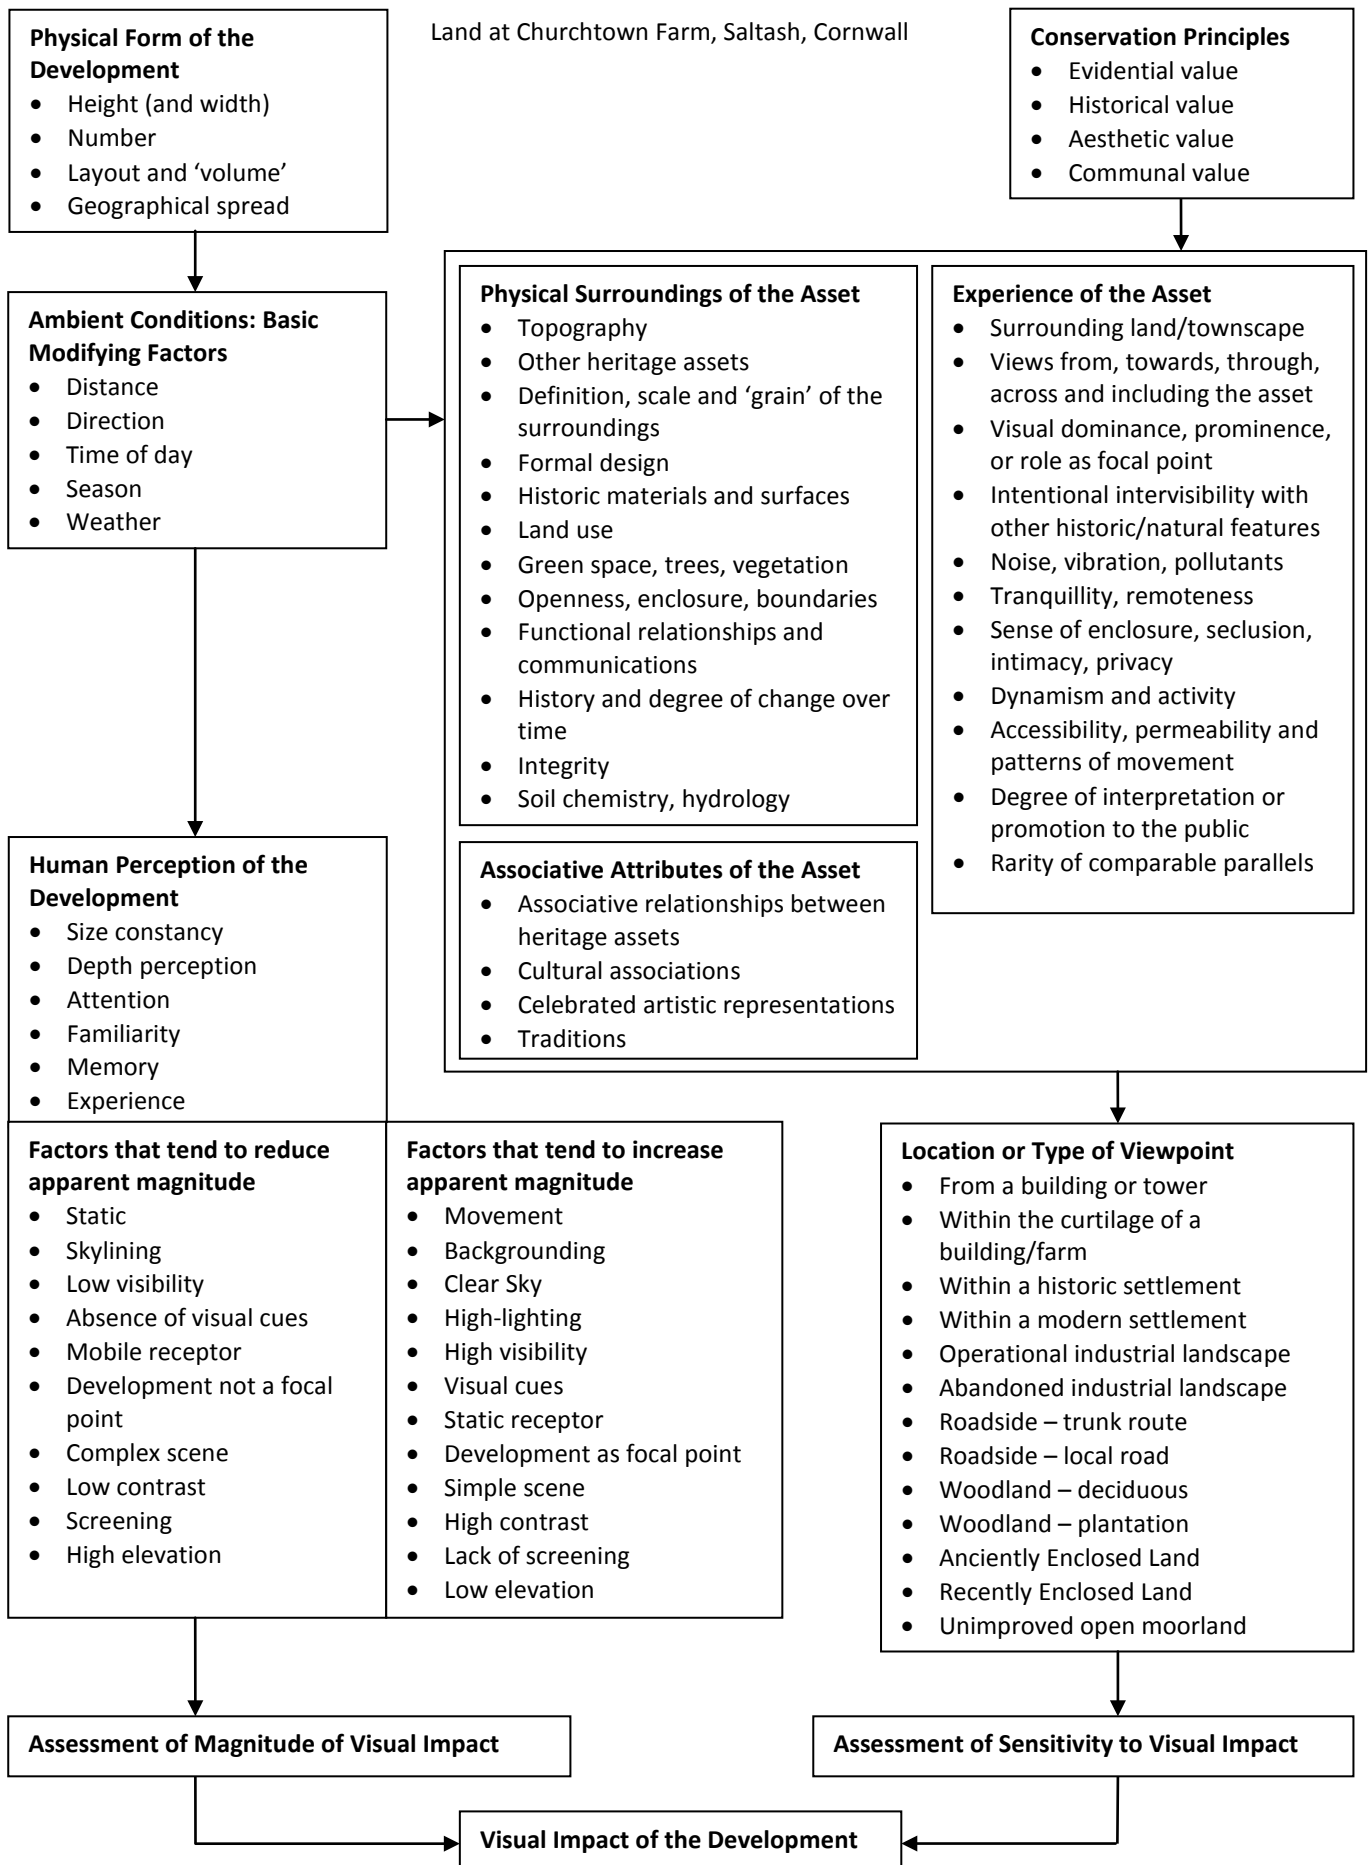 Land at Churchtown Farm, Saltash, Cornwall
Physical Form of the
Development
• Height (and width)
• Number
• Layout and ‘volume’
• Geographical spread
Conservation Principles
• Evidential value
• Historical value
• Aesthetic value
• Communal value
Ambient Conditions: Basic
Modifying Factors
• Distance
• Direction
• Time of day
• Season
• Weather
Physical Surroundings of the Asset
• Topography
• Other heritage assets
• Definition, scale and ‘grain’ of the
surroundings
• Formal design
• Historic materials and surfaces
• Land use
• Green space, trees, vegetation
• Openness, enclosure, boundaries
• Functional relationships and
communications
• History and degree of change over
time
• Integrity
• Soil chemistry, hydrology
Experience of the Asset
• Surrounding land/townscape
• Views from, towards, through,
across and including the asset
• Visual dominance, prominence,
or role as focal point
• Intentional intervisibility with
other historic/natural features
• Noise, vibration, pollutants
• Tranquillity, remoteness
• Sense of enclosure, seclusion,
intimacy, privacy
• Dynamism and activity
• Accessibility, permeability and
patterns of movement
• Degree of interpretation or
promotion to the public
• Rarity of comparable parallels
Associative Attributes of the Asset
• Associative relationships between
heritage assets
• Cultural associations
• Celebrated artistic representations
• Traditions
Human Perception of the
Development
• Size constancy
• Depth perception
• Attention
• Familiarity
• Memory
• Experience
Factors that tend to reduce
apparent magnitude
• Static
• Skylining
• Low visibility
• Absence of visual cues
• Mobile receptor
• Development not a focal
point
• Complex scene
• Low contrast
• Screening
• High elevation
Factors that tend to increase
apparent magnitude
• Movement
• Backgrounding
• Clear Sky
• High-lighting
• High visibility
• Visual cues
• Static receptor
• Development as focal point
• Simple scene
• High contrast
• Lack of screening
• Low elevation
Location or Type of Viewpoint
• From a building or tower
• Within the curtilage of a
building/farm
• Within a historic settlement
• Within a modern settlement
• Operational industrial landscape
• Abandoned industrial landscape
• Roadside – trunk route
• Roadside – local road
• Woodland – deciduous
• Woodland – plantation
• Anciently Enclosed Land
• Recently Enclosed Land
• Unimproved open moorland
Assessment of Magnitude of Visual Impact
Assessment of Sensitivity to Visual Impact
Visual Impact of the Development